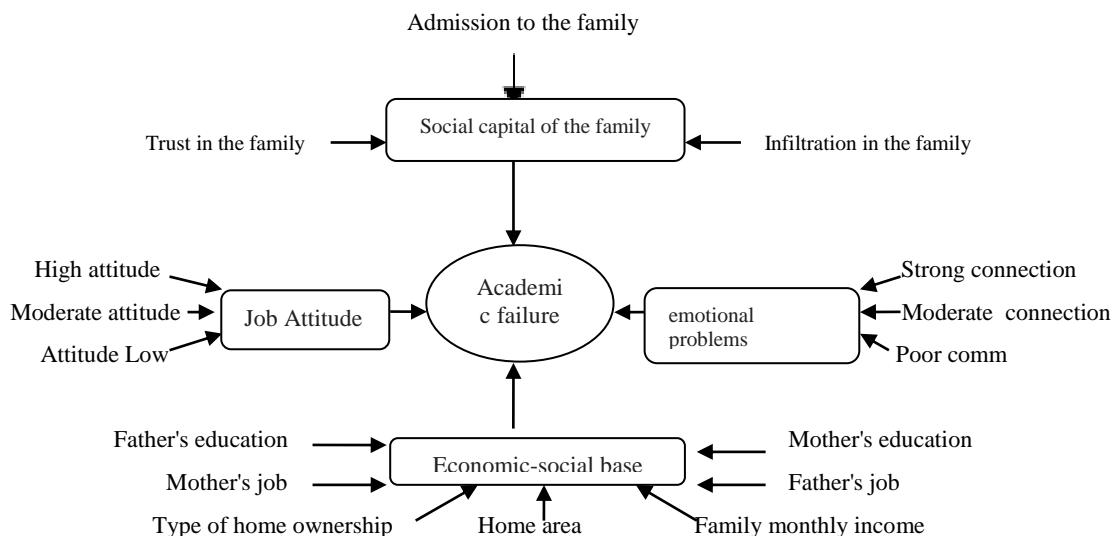 Admission to the family
Social capital of the family
Trust in the family
Infiltration in the family
High attitude
Moderate attitude
Attitude Low
Job Attitude
Academi
c failure
emotional
problems
Strong connection
Moderate connection
Poor comm
Father's education
Mother's job
Economic-social base
Mother's education
Father's job
Type of home ownership
Home area
Family monthly income